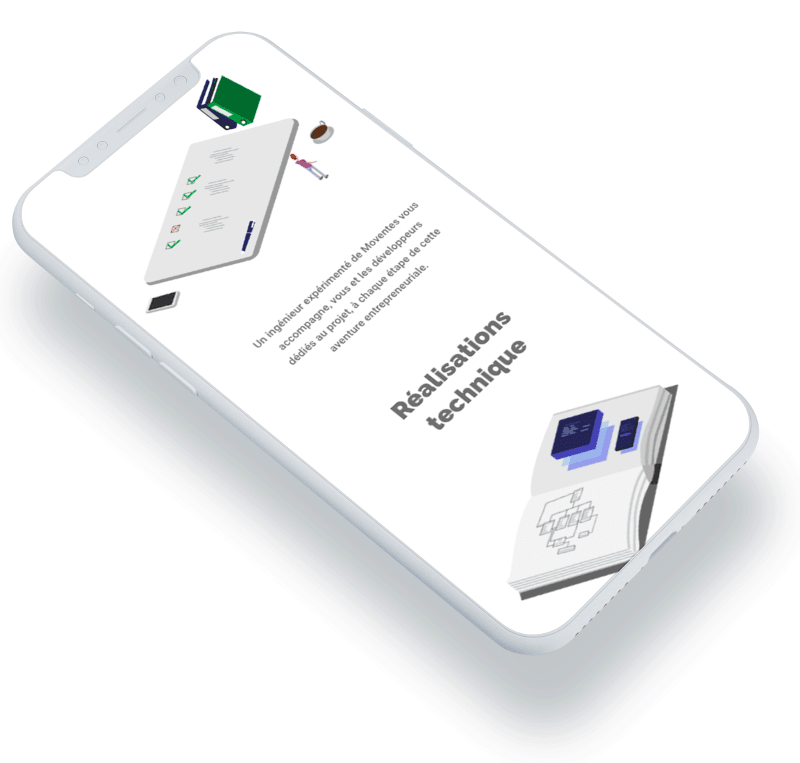 Un ingénieur expérimenté de Moventes vous
accompagne, vous et les développeurs
dédiés au projet, à chaque étape de cette
aventure entrepreneuriale.
Réalisations
technique